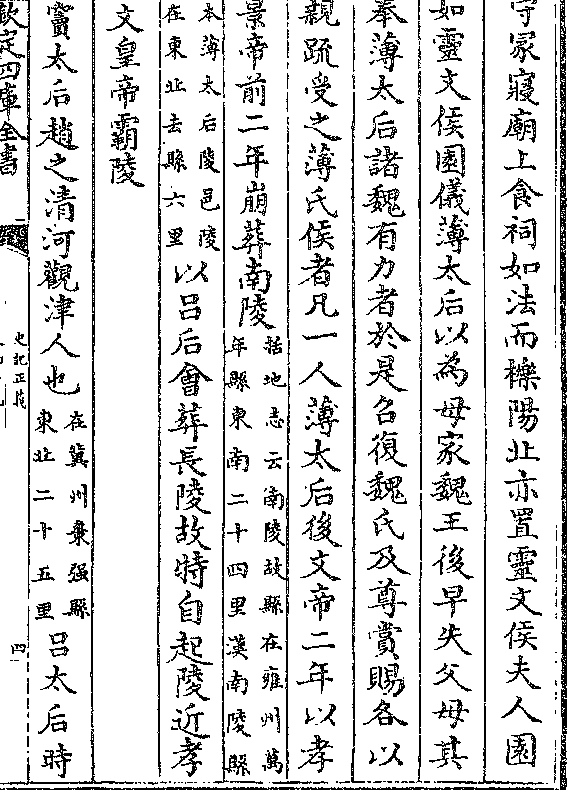 守冢寢廟上食祠如法而櫟陽北亦置靈文侯夫人園
如靈文侯園儀薄太后以為母家魏王後早失父母其
奉薄太后諸魏有力者於是召復魏氏及尊賞賜各以
親疏受之薄氏侯者凡一人薄太后後文帝二年以孝
景帝前二年崩葬南陵
括地志云南陵故縣在雍州萬
年縣東南二十四里漢南陵縣
本薄太后陵邑陵
在東北去縣六里
以吕后會葬長陵故特自起陵近孝
文皇帝霸陵
竇太后趙之清河觀津人也
在冀州棗强縣
東北二十五里
吕太后時
欽定四庫全書
史記正義
四